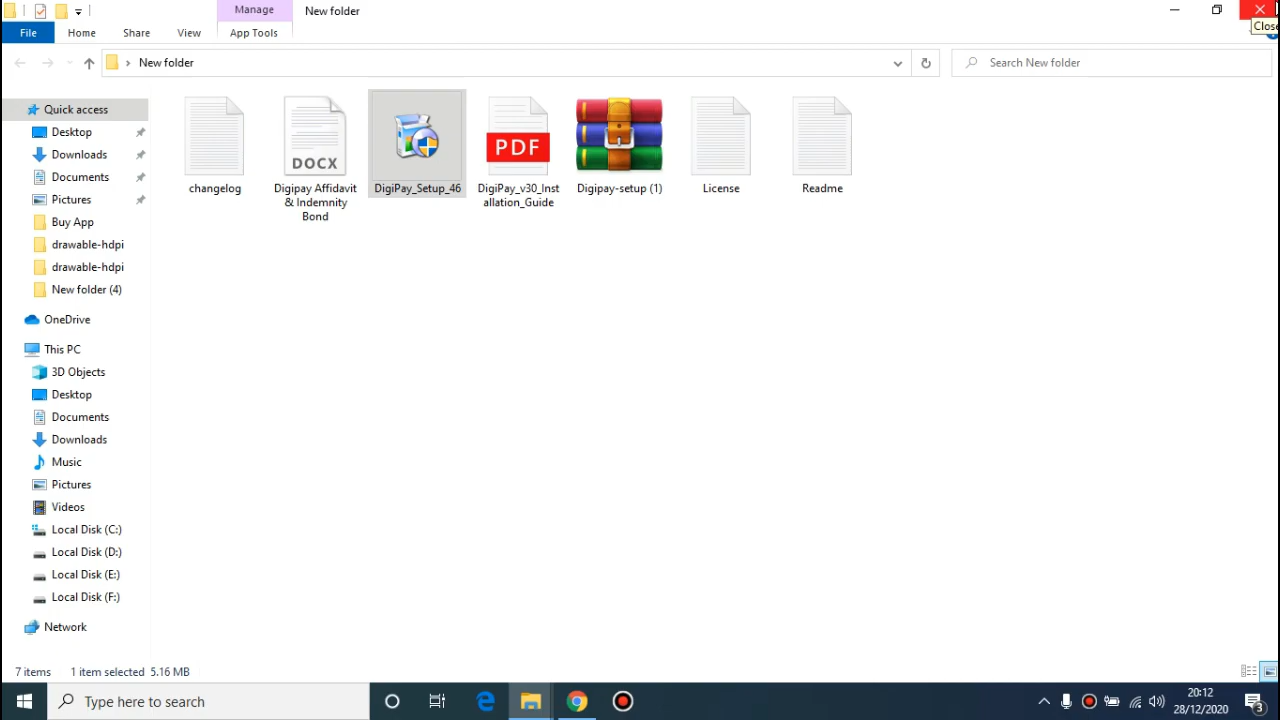 Manage
New folder
Close
File
Home
Share
View
App Tools
New folder
Search New folder
Quick access
Desktop
Downloads
Documents
Pictures
Buy App
drawable-hdpi
drawable-hdpi
New folder (4)
OneDrive
This PC
3D Objects
Desktop
Documents
Downloads
Music
Pictures
Videos
Local Disk (C:)
Local Disk (D:)
Local Disk (E:)
Local Disk (F:)
Network
changelog
DOCX
Digipay Affidavit
& Indemnity
Bond
DigiPay_Setup_46
PDF
DigiPay_v30_Inst
allation_Guide
Digipay-setup (1)
License
Readme
7 items
1 item selected 5.16 MB
Type here to search
20:12
28/12/2020
3